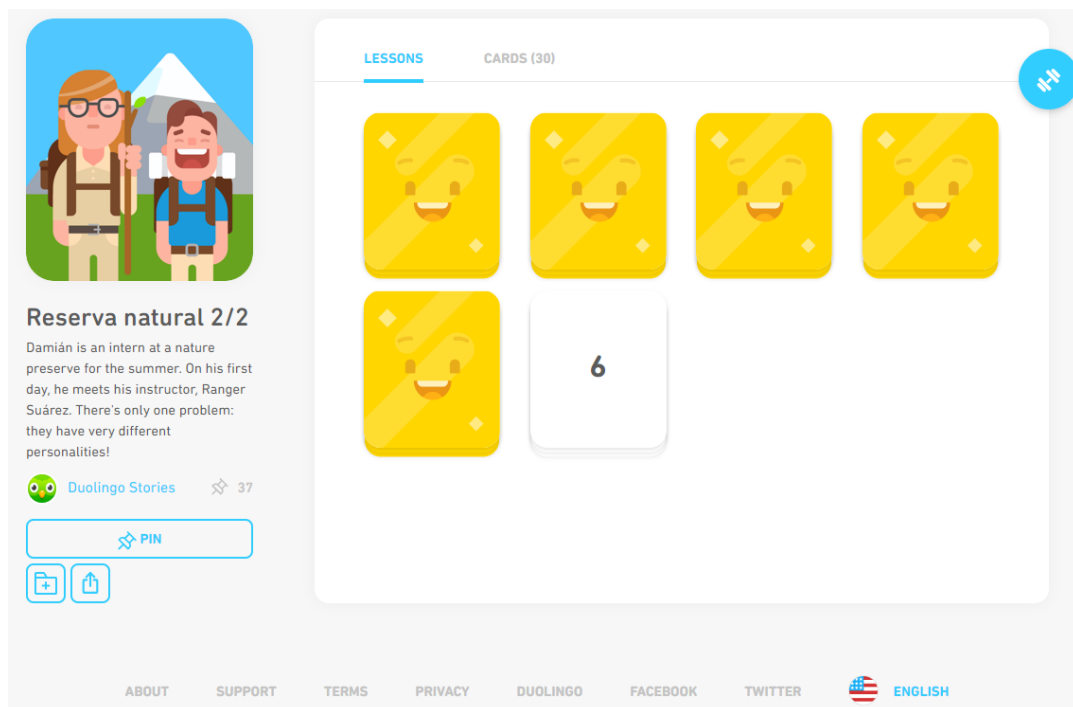 LESSONS
CARDS (30)
6
Reserva natural 2/2
Damián is an intern at a nature
preserve for the summer. On his first
day, he meets his instructor, Ranger
Suárez. There's only one problem:
they have very different
personalities!
Duolingo Stories
37
PIN
ABOUT SUPPORT TERMS PRIVACY DUOLINGO FACEBOOK TWITTER ENGLISH